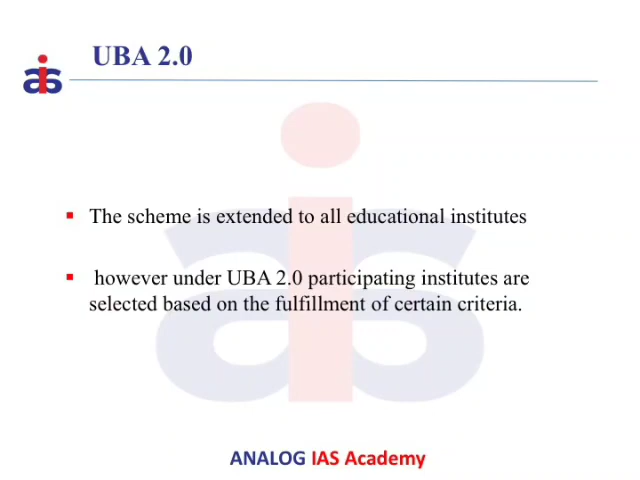 UBA 2.0
The scheme is extended to all educational institutes
however under UBA 2.0 participating institutes are
selected based on the fulfillment of certain criteria.
ANALOG IAS Academy